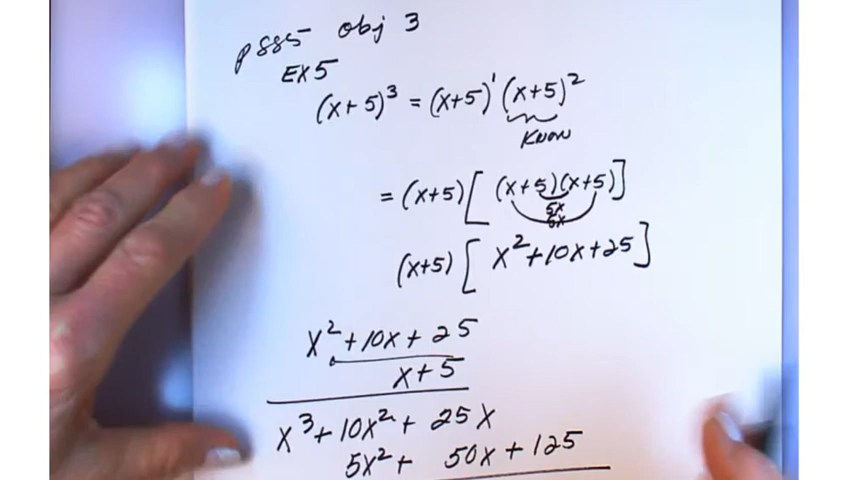 p 885 obj 3
EX 5
(x+5)³ = (x+5)¹ (x+5)²
Know
= (x+5) [ (x+5)(x+5) ]
5x
5x
(x+5) [ x²+10x+25 ]
x²+10x+25
x+5
x³+10x²+25x
5x²+ 50x+125